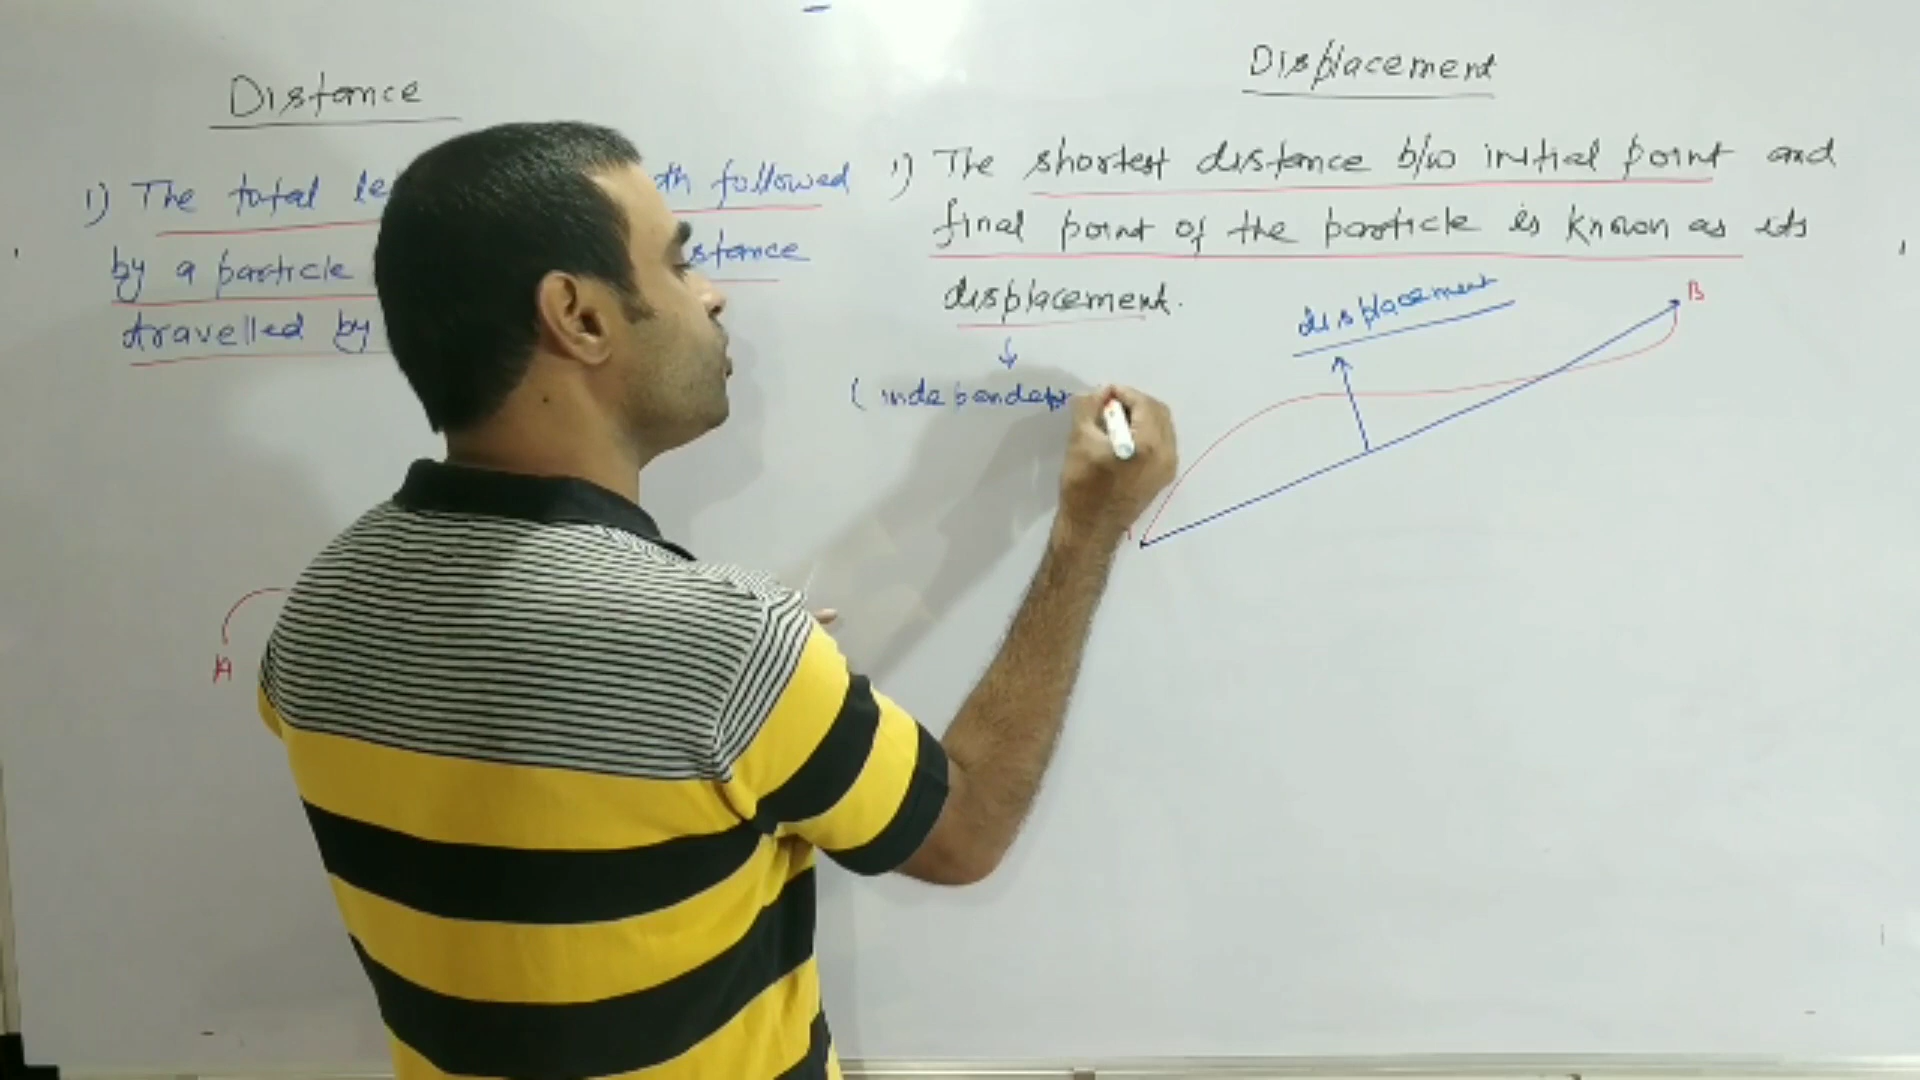 Distance
1) The total le th followed
by a particle stance
travelled by
A
Displacement
1) The shortest distance b/w initial point and
final point of the particle is known as its
displacement.
displacement
B
(independent